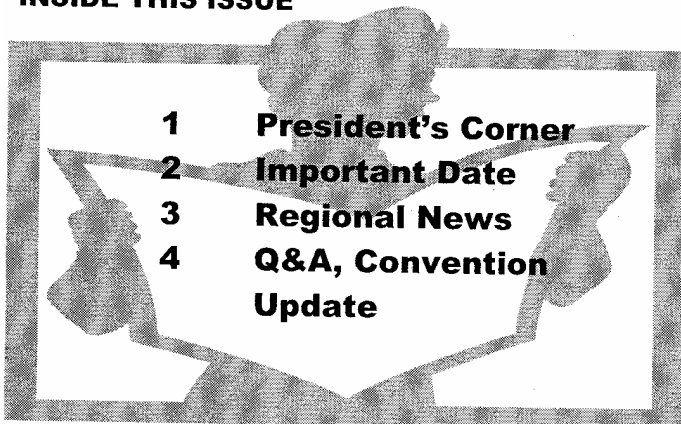 INSIDE THIS ISSUE
1 President's Corner
2 Important Date
3 Regional News
4 Q&A, Convention
Update